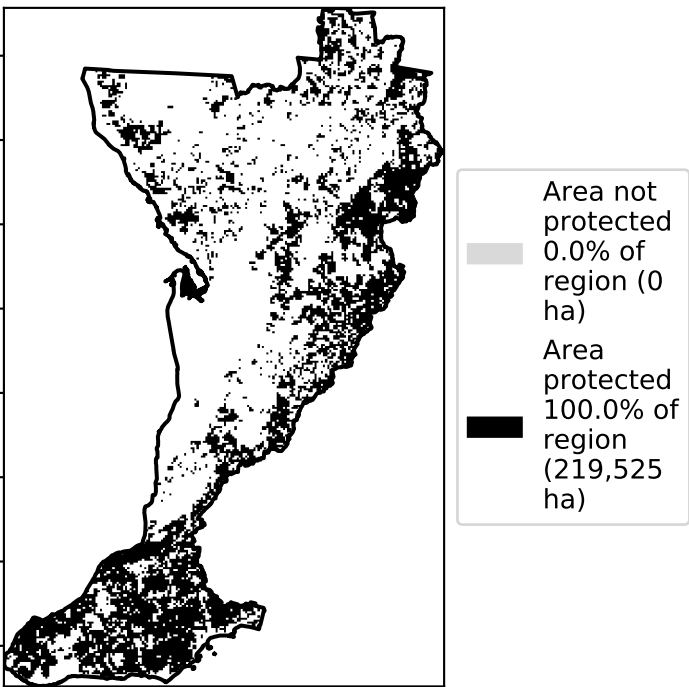 Area not
protected
0.0% of
region (0
ha)
Area
protected
100.0% of
region
(219,525
ha)